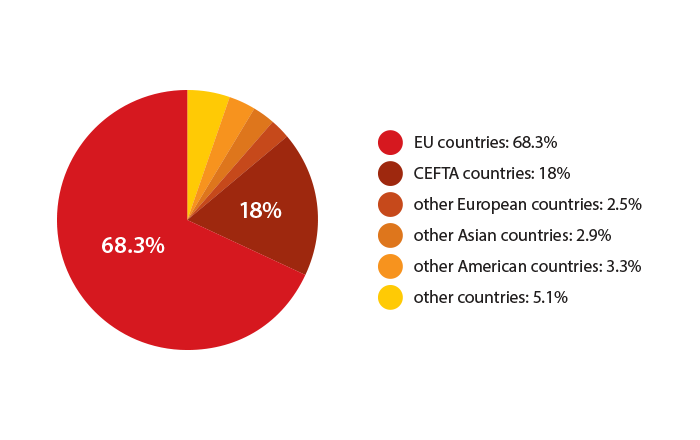 68.3%
18%
EU countries: 68.3%
CEFTA countries: 18%
other European countries: 2.5%
other Asian countries: 2.9%
other American countries: 3.3%
other countries: 5.1%